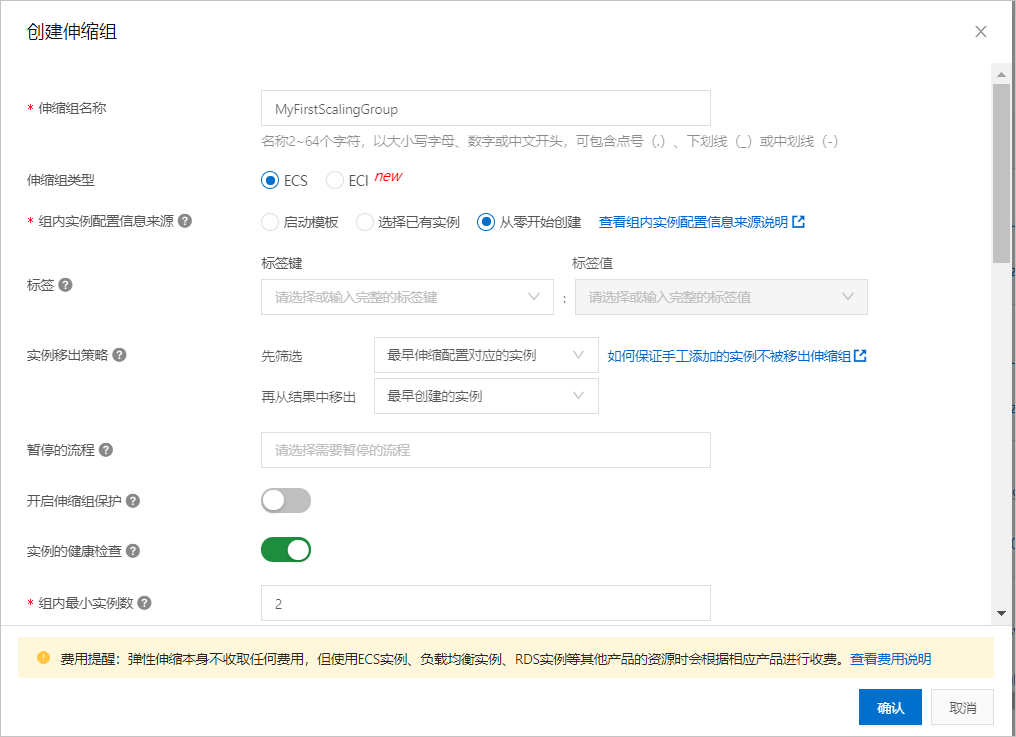 创建伸缩组
* 伸缩组名称
MyFirstScalingGroup
名称2~64个字符，以大小写字母、数字或中文开头，可包含点号（.）、下划线（_）或中划线（-）
伸缩组类型
ECS ECI new
* 组内实例配置信息来源
启动模板 选择已有实例 从零开始创建 查看组内实例配置信息来源说明
标签键 标签值
标签
请选择或输入完整的标签键 : 请选择或输入完整的标签值
实例移出策略
先筛选 最早伸缩配置对应的实例 如何保证手工添加的实例不被移出伸缩组
再从结果中移出 最早创建的实例
暂停的流程
请选择需要暂停的流程
开启伸缩组保护
实例的健康检查
* 组内最小实例数
2
费用提醒：弹性伸缩本身不收取任何费用，但使用ECS实例、负载均衡实例、RDS实例等其他产品的资源时会根据相应产品进行收费。查看费用说明
确认 取消